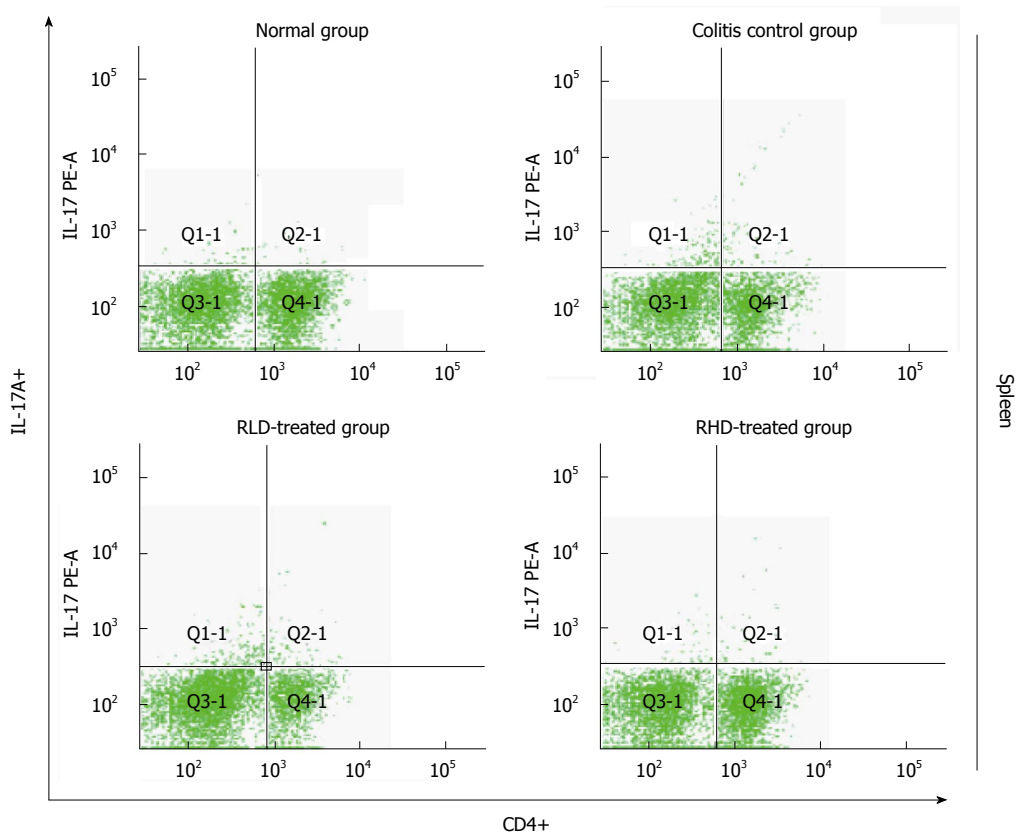 Normal group
Colitis control group
10⁵
10⁴
10³
10²
IL-17 PE-A
Q1-1
Q2-1
Q3-1
Q4-1
10² 10³ 10⁴ 10⁵
10⁵
10⁴
10³
10²
IL-17 PE-A
Q1-1
Q2-1
Q3-1
Q4-1
10² 10³ 10⁴ 10⁵
IL-17A+
Spleen
RLD-treated group
RHD-treated group
10⁵
10⁴
10³
10²
IL-17 PE-A
Q1-1
Q2-1
Q3-1
Q4-1
10² 10³ 10⁴ 10⁵
10⁵
10⁴
10³
10²
IL-17 PE-A
Q1-1
Q2-1
Q3-1
Q4-1
10² 10³ 10⁴ 10⁵
CD4+